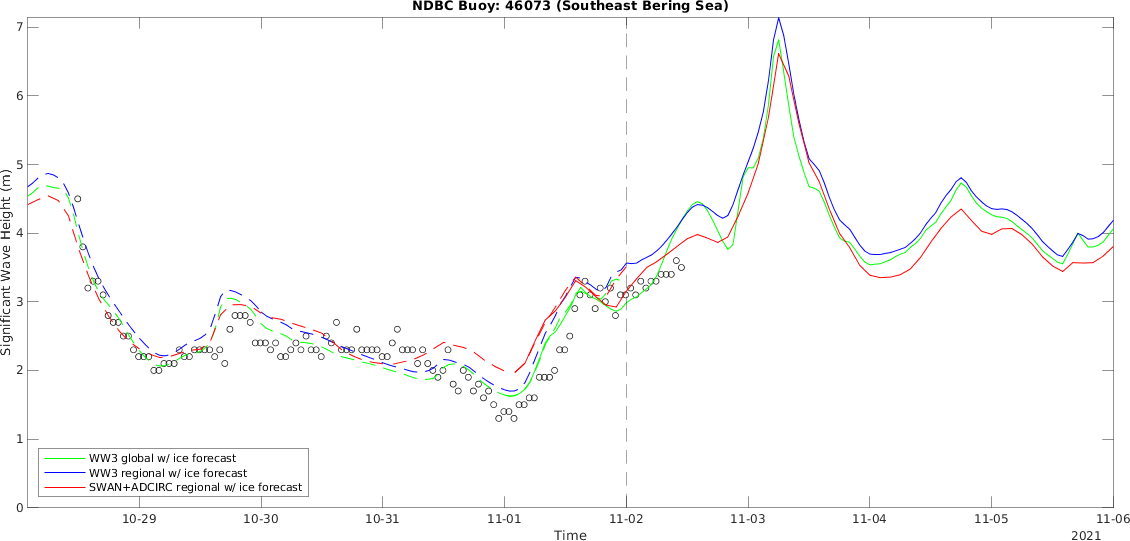 NDBC Buoy: 46073 (Southeast Bering Sea)
7
6
5
4
3
2
1
0
Significant Wave Height (m)
WW3 global w/ ice forecast
WW3 regional w/ ice forecast
SWAN+ADCIRC regional w/ ice forecast
10-29 10-30 10-31 11-01 11-02 11-03 11-04 11-05 11-06
Time
2021